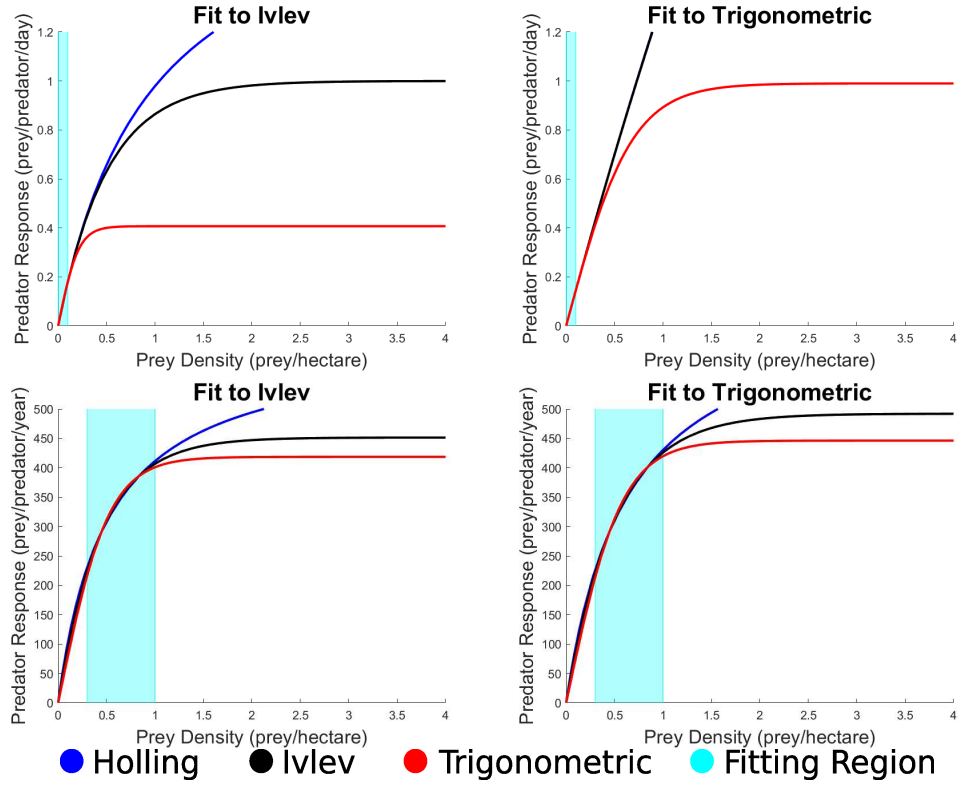 Fit to Ivlev
Predator Response (prey/predator/day)
1.2
1
0.8
0.6
0.4
0.2
0
0 0.5 1 1.5 2 2.5 3 3.5 4
Prey Density (prey/hectare)
Fit to Trigonometric
Predator Response (prey/predator/day)
1.2
1
0.8
0.6
0.4
0.2
0
0 0.5 1 1.5 2 2.5 3 3.5 4
Prey Density (prey/hectare)
Fit to Ivlev
Predator Response (prey/predator/year)
500
450
400
350
300
250
200
150
100
50
0
0 0.5 1 1.5 2 2.5 3 3.5 4
Prey Density (prey/hectare)
Fit to Trigonometric
Predator Response (prey/predator/year)
500
450
400
350
300
250
200
150
100
50
0
0 0.5 1 1.5 2 2.5 3 3.5 4
Prey Density (prey/hectare)
Holling Ivlev Trigonometric Fitting Region